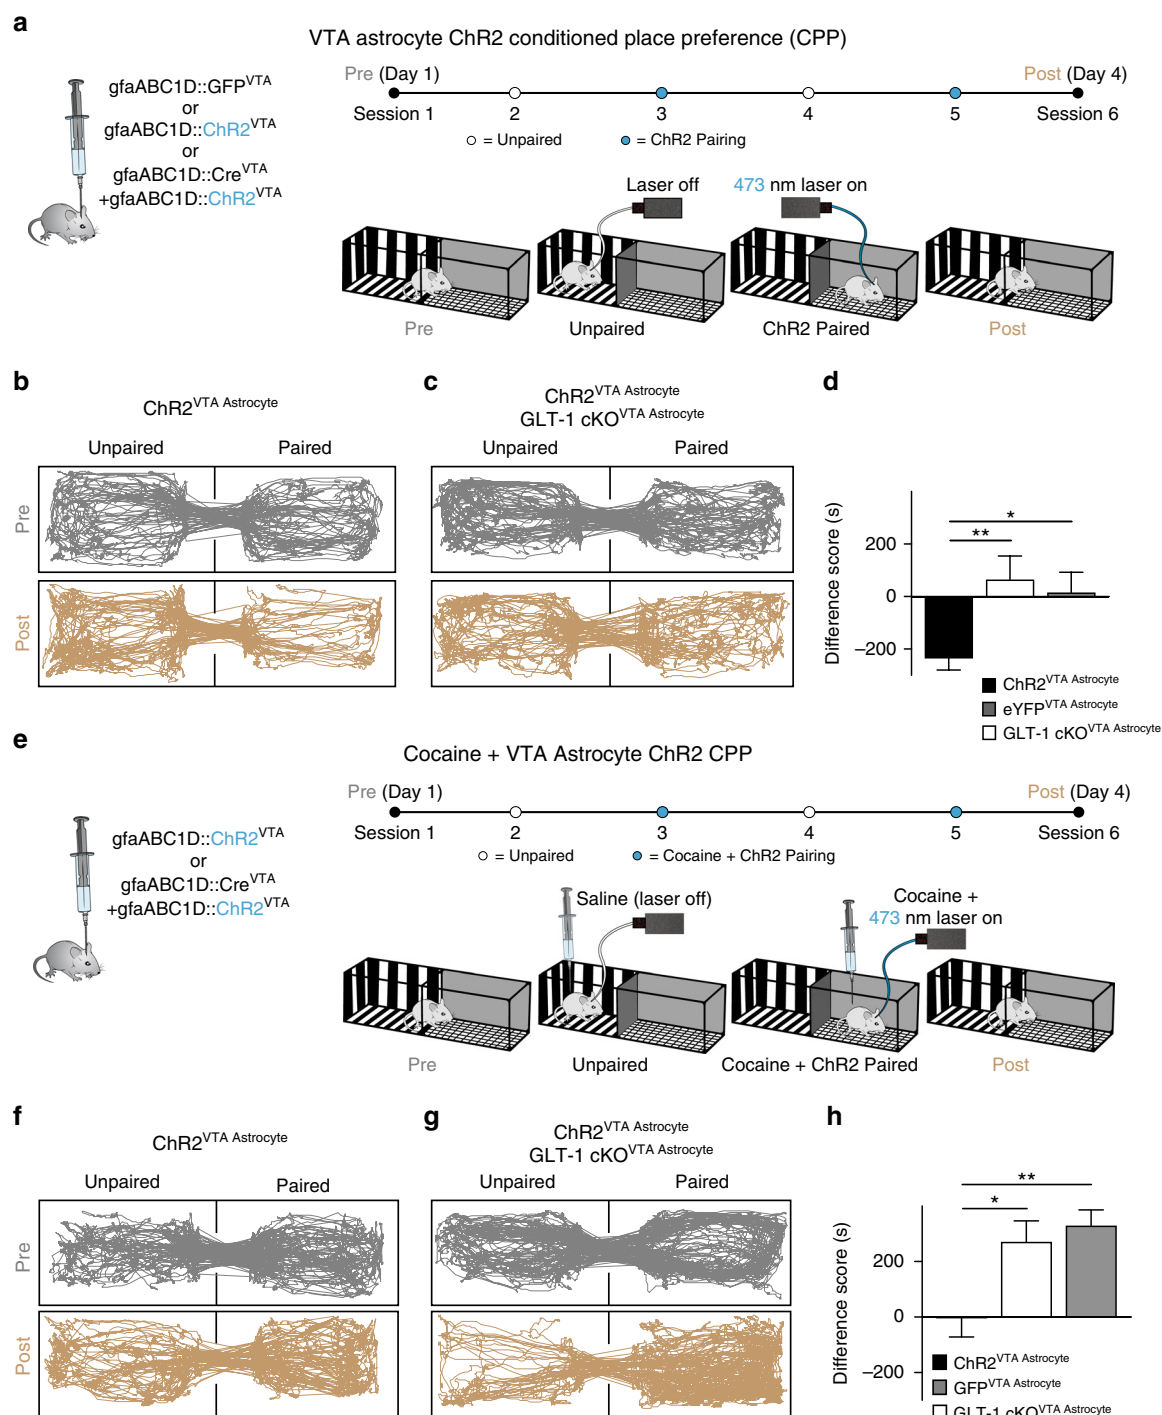 a
VTA astrocyte ChR2 conditioned place preference (CPP)
gfaABC1D::GFPVTA
or
gfaABC1D::ChR2VTA
or
gfaABC1D::CreVTA
+gfaABC1D::ChR2VTA
Pre (Day 1)
Post (Day 4)
Session 1 2 3 4 5 Session 6
= Unpaired = ChR2 Pairing
Laser off 473 nm laser on
Pre Unpaired ChR2 Paired Post
b
ChR2VTA Astrocyte
Unpaired Paired
Pre
Post
c
ChR2VTA Astrocyte
GLT-1 cKOVTA Astrocyte
Unpaired Paired
d
Difference score (s)
200
0
–200
*
**
ChR2VTA Astrocyte
eYFPVTA Astrocyte
GLT-1 cKOVTA Astrocyte
e
Cocaine + VTA Astrocyte ChR2 CPP
gfaABC1D::ChR2VTA
or
gfaABC1D::CreVTA
+gfaABC1D::ChR2VTA
Pre (Day 1)
Post (Day 4)
Session 1 2 3 4 5 Session 6
= Unpaired = Cocaine + ChR2 Pairing
Saline (laser off)
Cocaine +
473 nm laser on
Pre Unpaired Cocaine + ChR2 Paired Post
f
ChR2VTA Astrocyte
Unpaired Paired
Pre
Post
g
ChR2VTA Astrocyte
GLT-1 cKOVTA Astrocyte
Unpaired Paired
h
Difference score (s)
200
0
–200
**
*
ChR2VTA Astrocyte
GFPVTA Astrocyte
GLT-1 cKOVTA Astrocyte